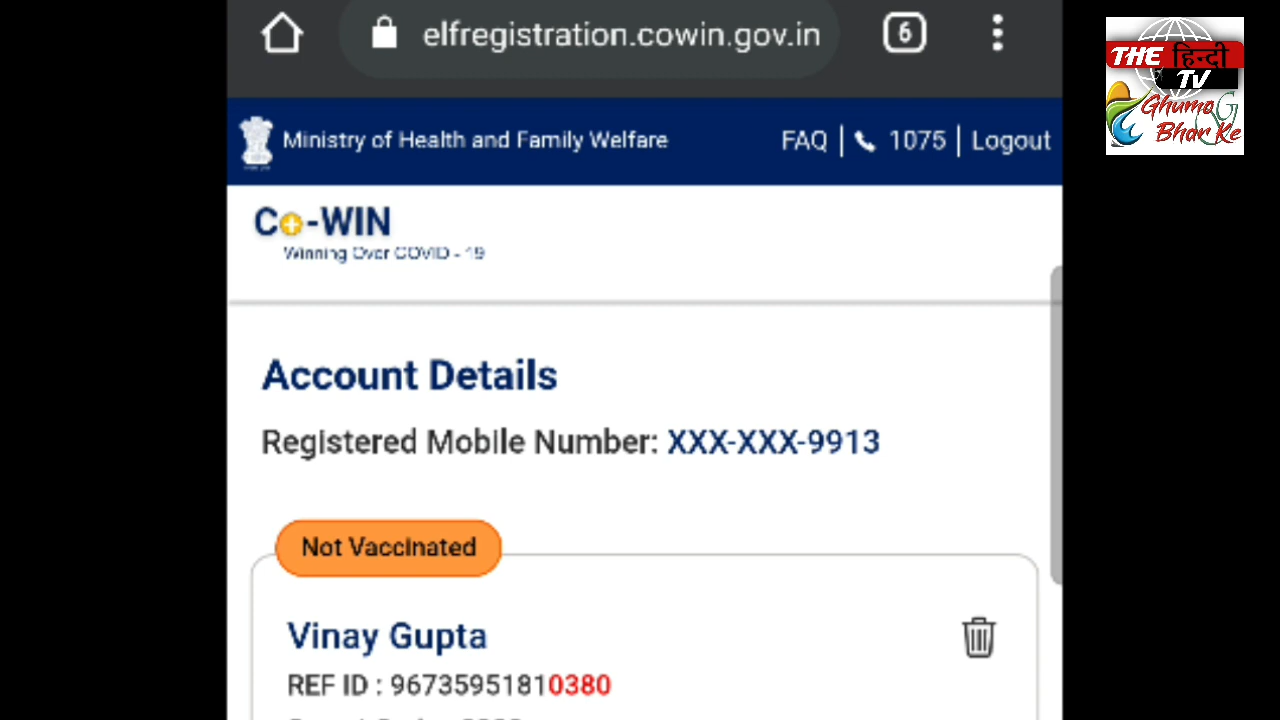 elfregistration.cowin.gov.in
6
THE हिन्दी
TV
Ghumo
Bhar Ke
Ministry of Health and Family Welfare
FAQ | 1075 | Logout
Co-WIN
Winning Over COVID - 19
Account Details
Registered Mobile Number: XXX-XXX-9913
Not Vaccinated
Vinay Gupta
REF ID : 96735951810380